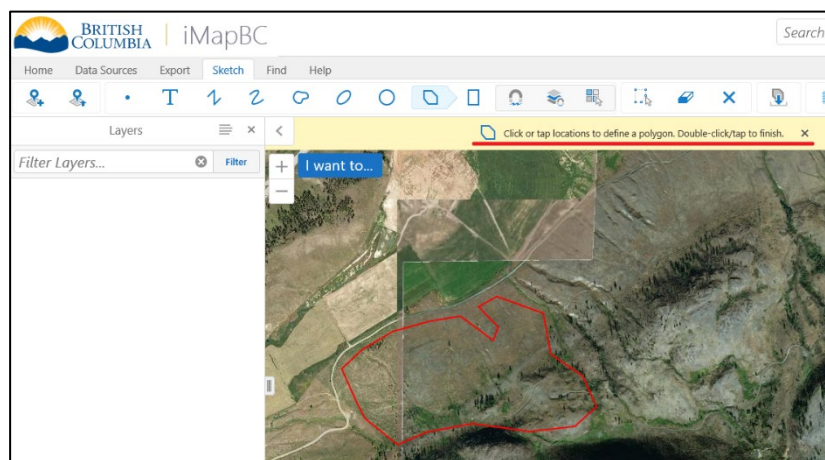 BRITISH
COLUMBIA
iMapBC
Search
Home Data Sources Export Sketch Find Help
T
Layers
Click or tap locations to define a polygon. Double-click/tap to finish.
Filter Layers... Filter
I want to...